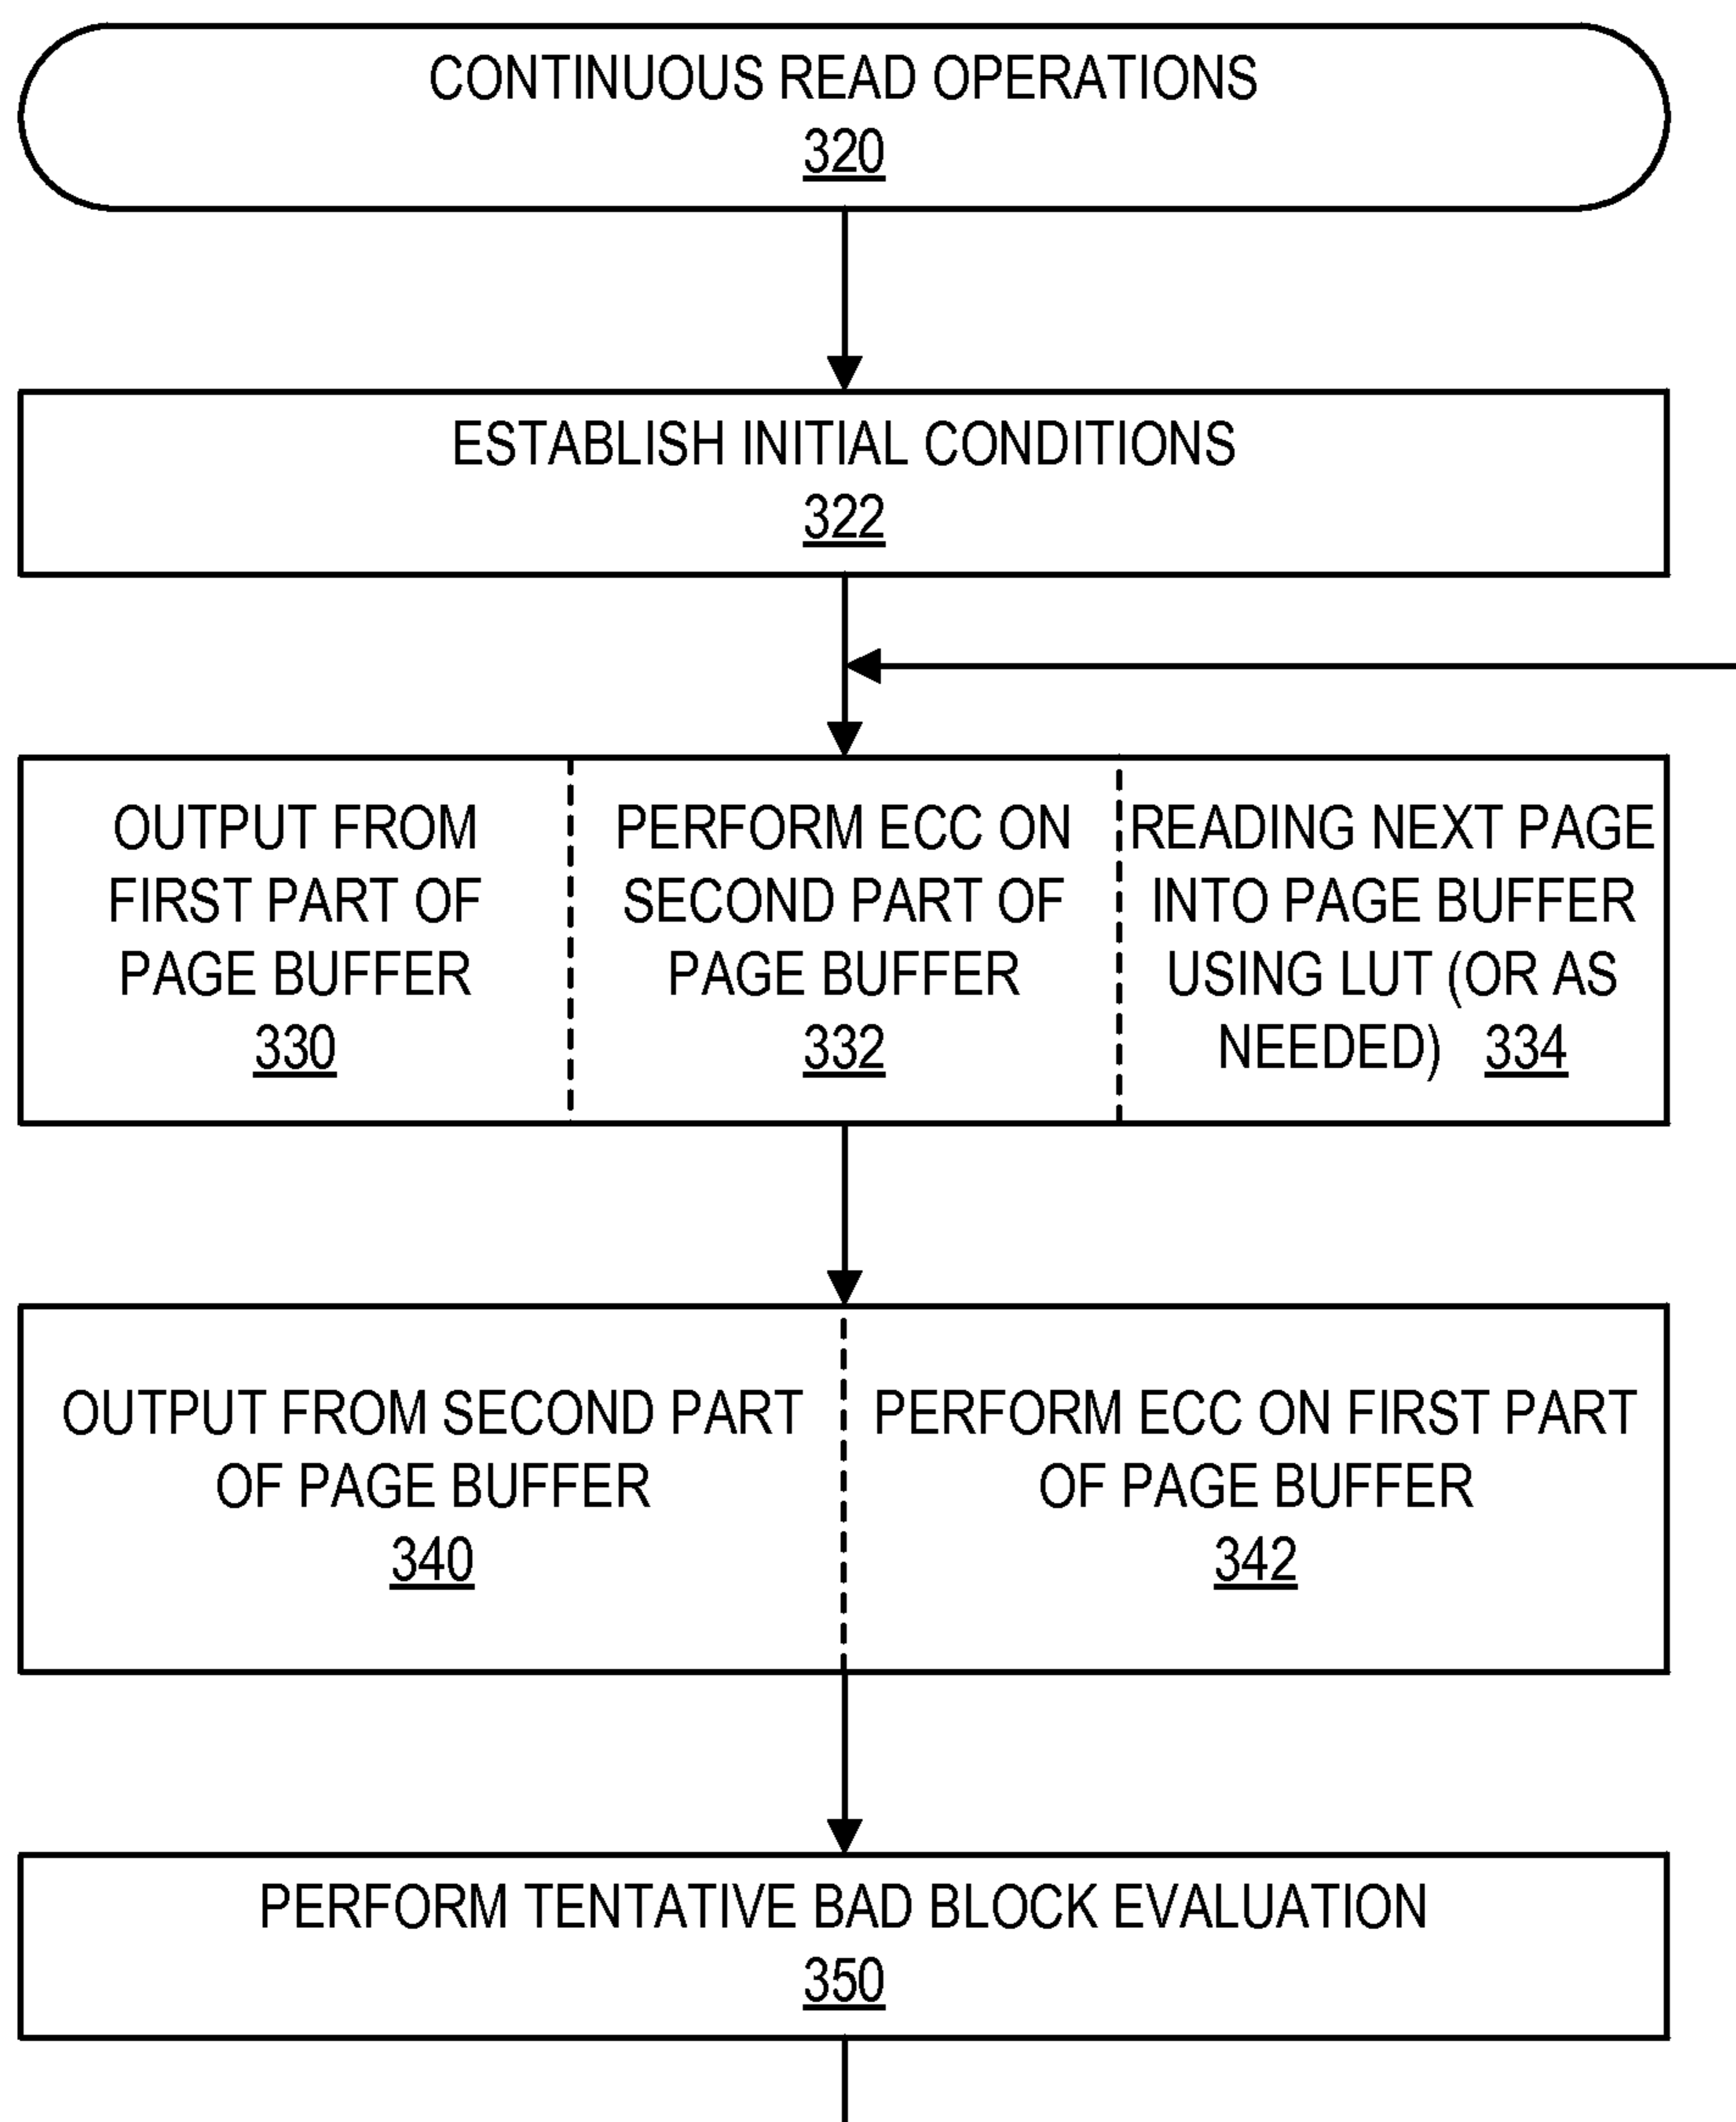 CONTINUOUS READ OPERATIONS
320
ESTABLISH INITIAL CONDITIONS
322
OUTPUT FROM
FIRST PART OF
PAGE BUFFER
330
PERFORM ECC ON
SECOND PART OF
PAGE BUFFER
332
READING NEXT PAGE
INTO PAGE BUFFER
USING LUT (OR AS
NEEDED) 334
OUTPUT FROM SECOND PART
OF PAGE BUFFER
340
PERFORM ECC ON FIRST PART
OF PAGE BUFFER
342
PERFORM TENTATIVE BAD BLOCK EVALUATION
350